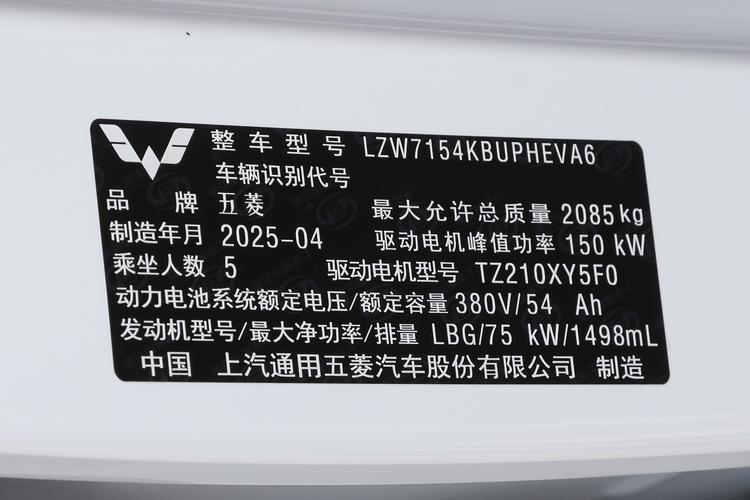 整车型号 LZW7154KBUPHEVA6
车辆识别代号
品牌 五菱 最大允许总质量 2085kg
制造年月 2025-04 驱动电机峰值功率 150 kW
乘坐人数 5 驱动电机型号 TZ210XY5F0
动力电池系统额定电压/额定容量 380V/54 Ah
发动机型号/最大净功率/排量 LBG/75 kW/1498mL
中国 上汽通用五菱汽车股份有限公司 制造